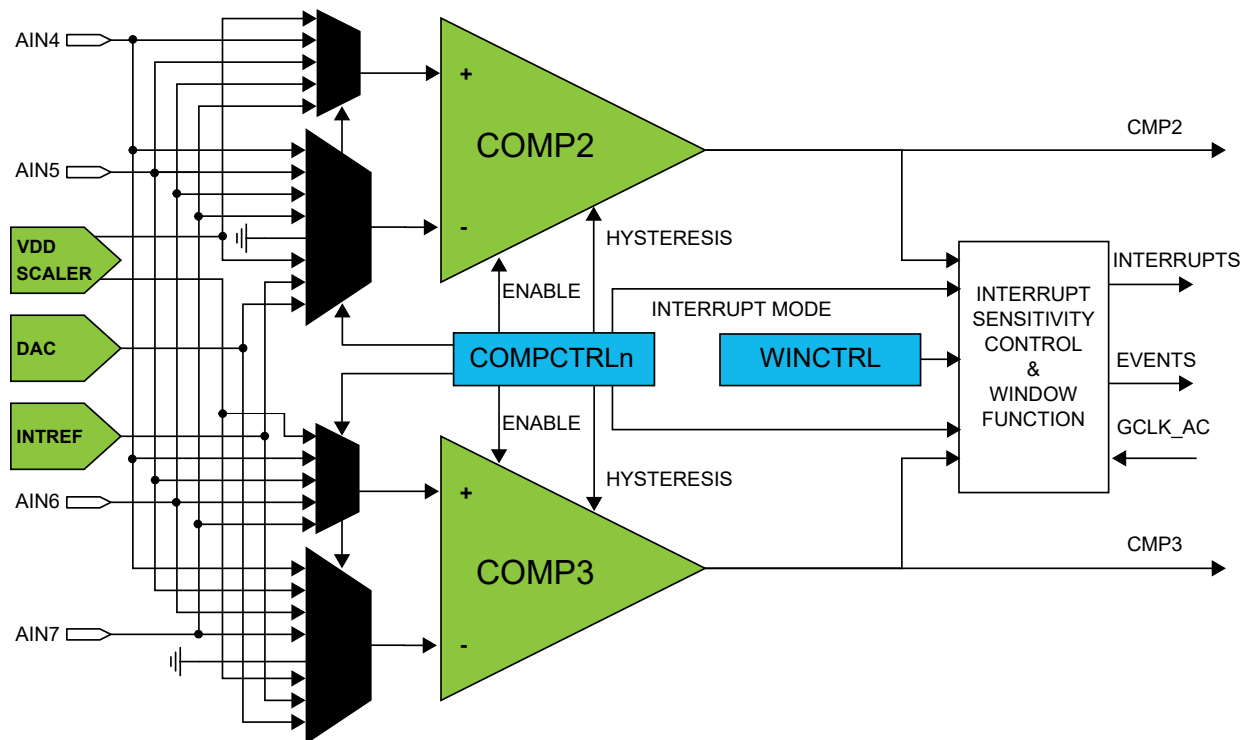 AIN4
+
COMP2
-
CMP2
AIN5
VDD
SCALER
HYSTERESIS
ENABLE
INTERRUPT MODE
INTERRUPTS
INTERRUPT
SENSITIVITY
CONTROL
&
WINDOW
FUNCTION
DAC
COMPCTRLn
WINCTRL
EVENTS
INTREF
ENABLE
GCLK_AC
HYSTERESIS
AIN6
+
COMP3
-
CMP3
AIN7